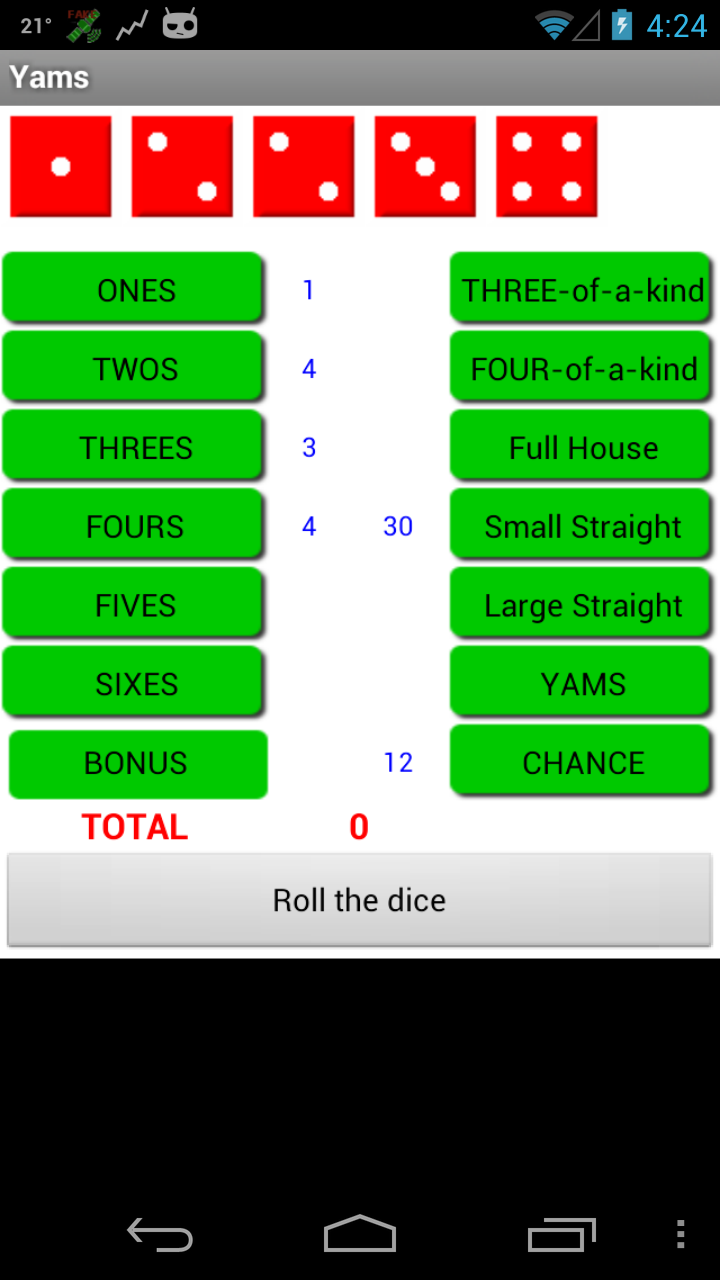 21°
FAKE
4:24
Yams
ONES 1 THREE-of-a-kind
TWOS 4 FOUR-of-a-kind
THREES 3 Full House
FOURS 4 30 Small Straight
FIVES Large Straight
SIXES YAMS
BONUS 12 CHANCE
TOTAL 0
Roll the dice